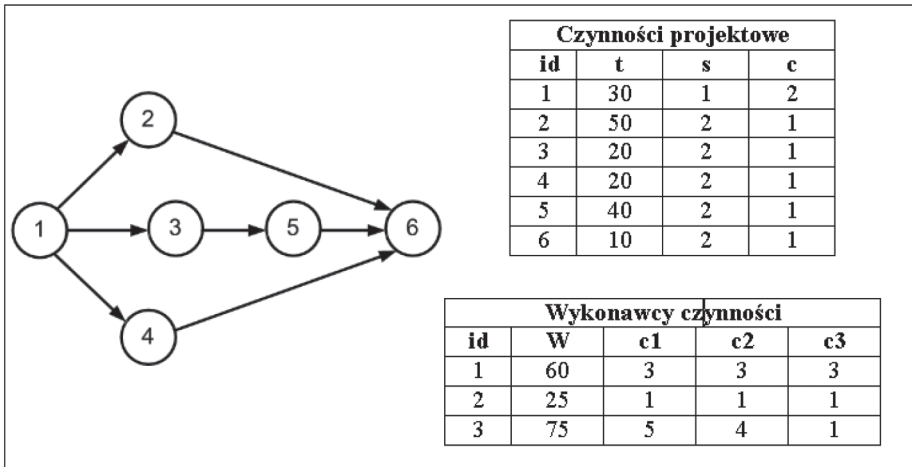 Czynności projektowe
id t s c
1 30 1 2
2 50 2 1
3 20 2 1
4 20 2 1
5 40 2 1
6 10 2 1
2
1 3 5 6
4
Wykonawcy czynności
id W c1 c2 c3
1 60 3 3 3
2 25 1 1 1
3 75 5 4 1